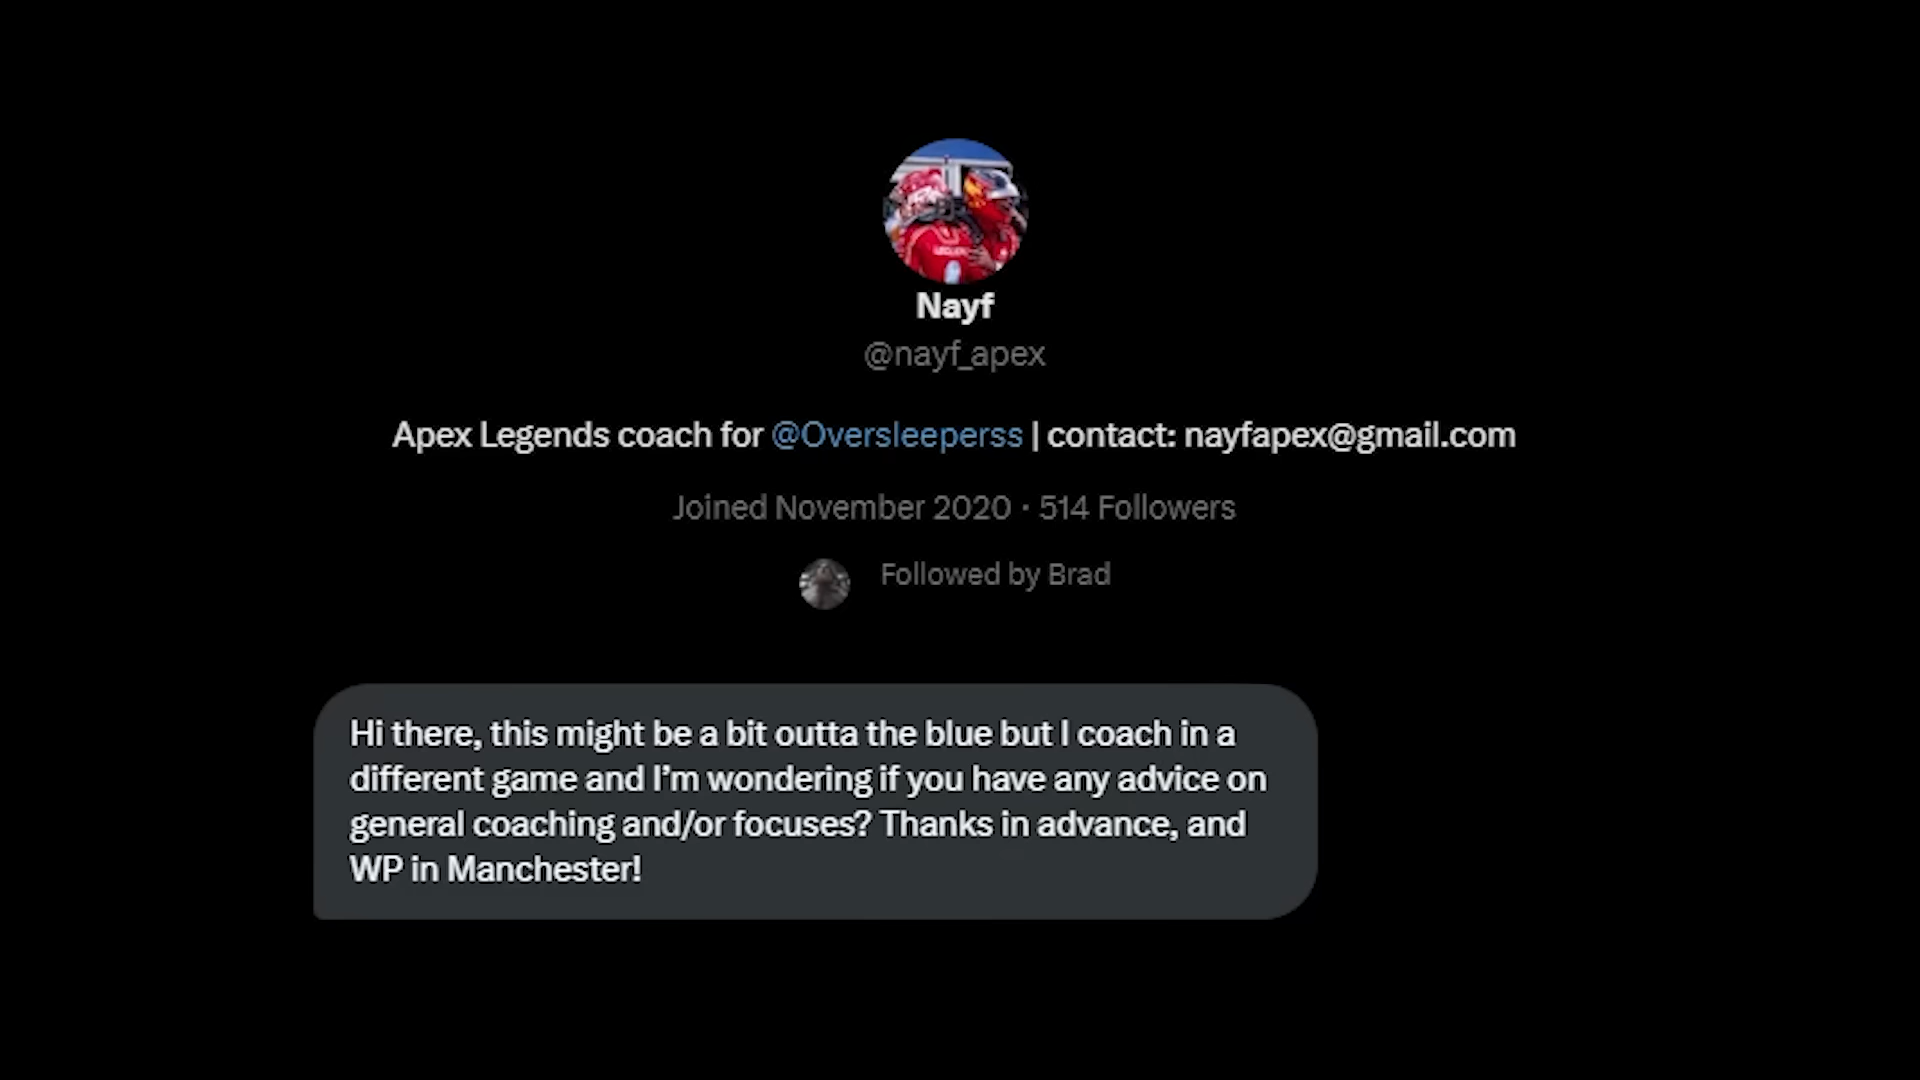 Nayf
@nayf_apex
Apex Legends coach for @Oversleeperss | contact: nayfapex@gmail.com
Joined November 2020 · 514 Followers
Followed by Brad
Hi there, this might be a bit outta the blue but I coach in a
different game and I’m wondering if you have any advice on
general coaching and/or focuses? Thanks in advance, and
WP in Manchester!